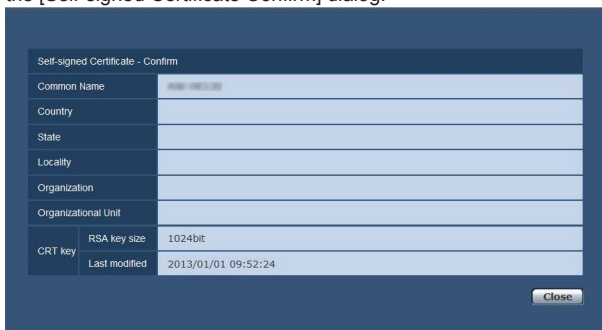 the [Self-signed Certificate Confirm] dialog.
Self-signed Certificate - Confirm
Common Name
Country
State
Locality
Organization
Organizational Unit
CRT key
RSA key size 1024bit
Last modified 2013/01/01 09:52:24
Close